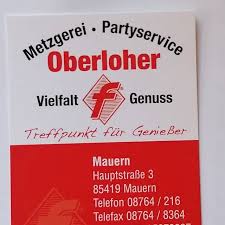 Metzgerei · Partyservice
Oberloher
Vielfalt f Genuss
Treffpunkt für Genießer
Mauern
Hauptstraße 3
85419 Mauern
Telefon 08764 / 216
Telefax 08764 / 8364